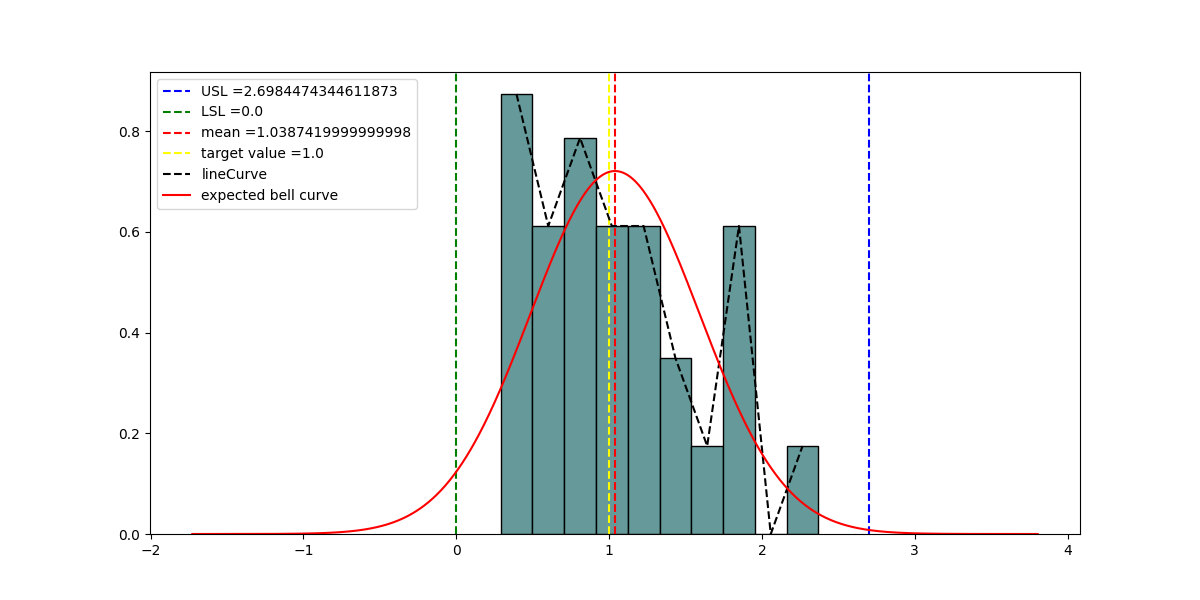 USL =2.6984474344611873
LSL =0.0
mean =1.0387419999999998
target value =1.0
lineCurve
expected bell curve
0.8
0.6
0.4
0.2
0.0
−2 −1 0 1 2 3 4